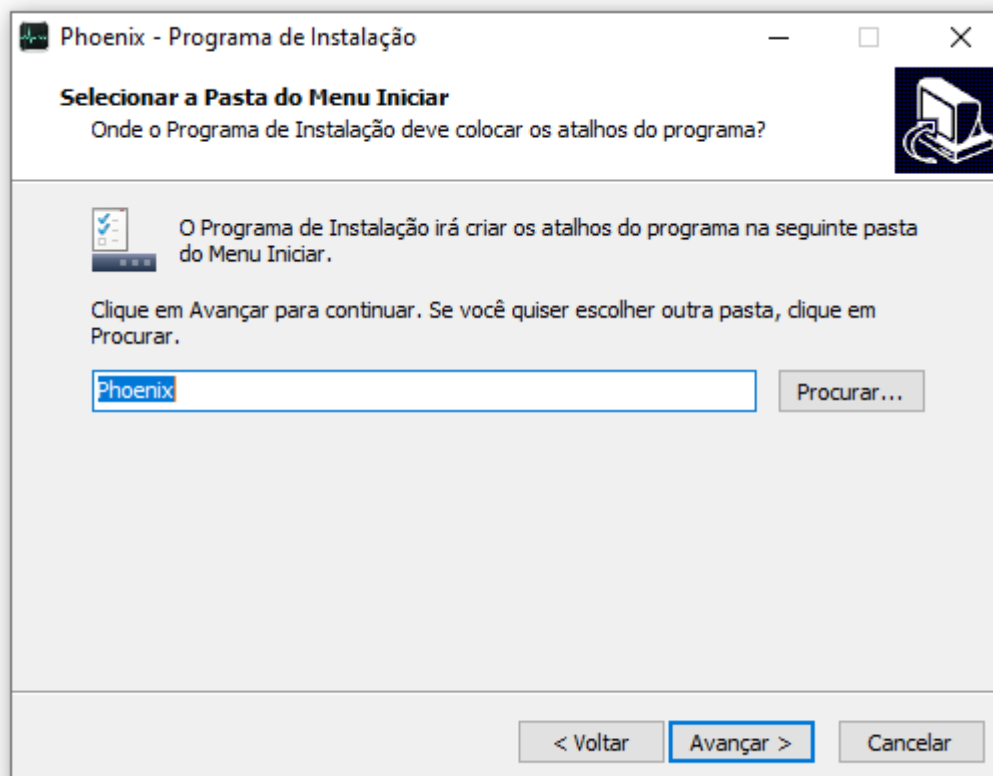 Phoenix - Programa de Instalação
Selecionar a Pasta do Menu Iniciar
Onde o Programa de Instalação deve colocar os atalhos do programa?
O Programa de Instalação irá criar os atalhos do programa na seguinte pasta
do Menu Iniciar.
Clique em Avançar para continuar. Se você quiser escolher outra pasta, clique em
Procurar.
Phoenix
Procurar...
< Voltar
Avançar >
Cancelar